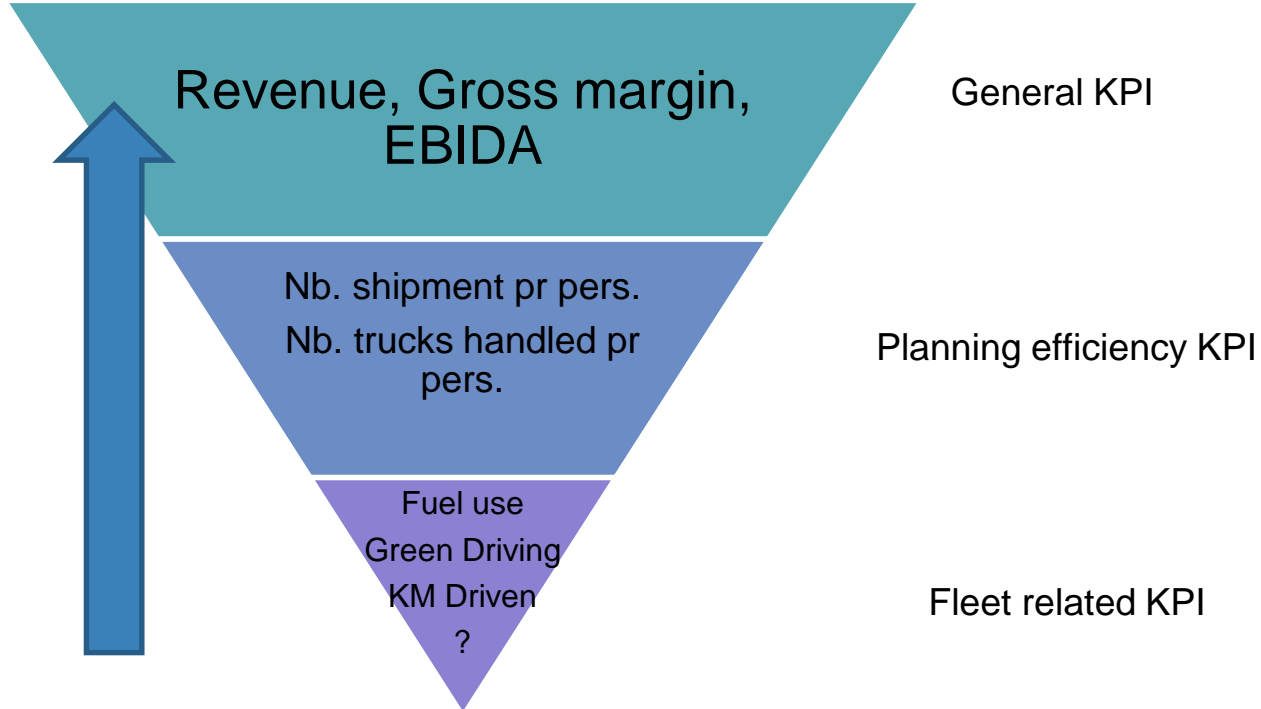 Revenue, Gross margin,
EBIDA
General KPI
Nb. shipment pr pers.
Nb. trucks handled pr
pers.
Planning efficiency KPI
Fuel use
Green Driving
KM Driven
?
Fleet related KPI